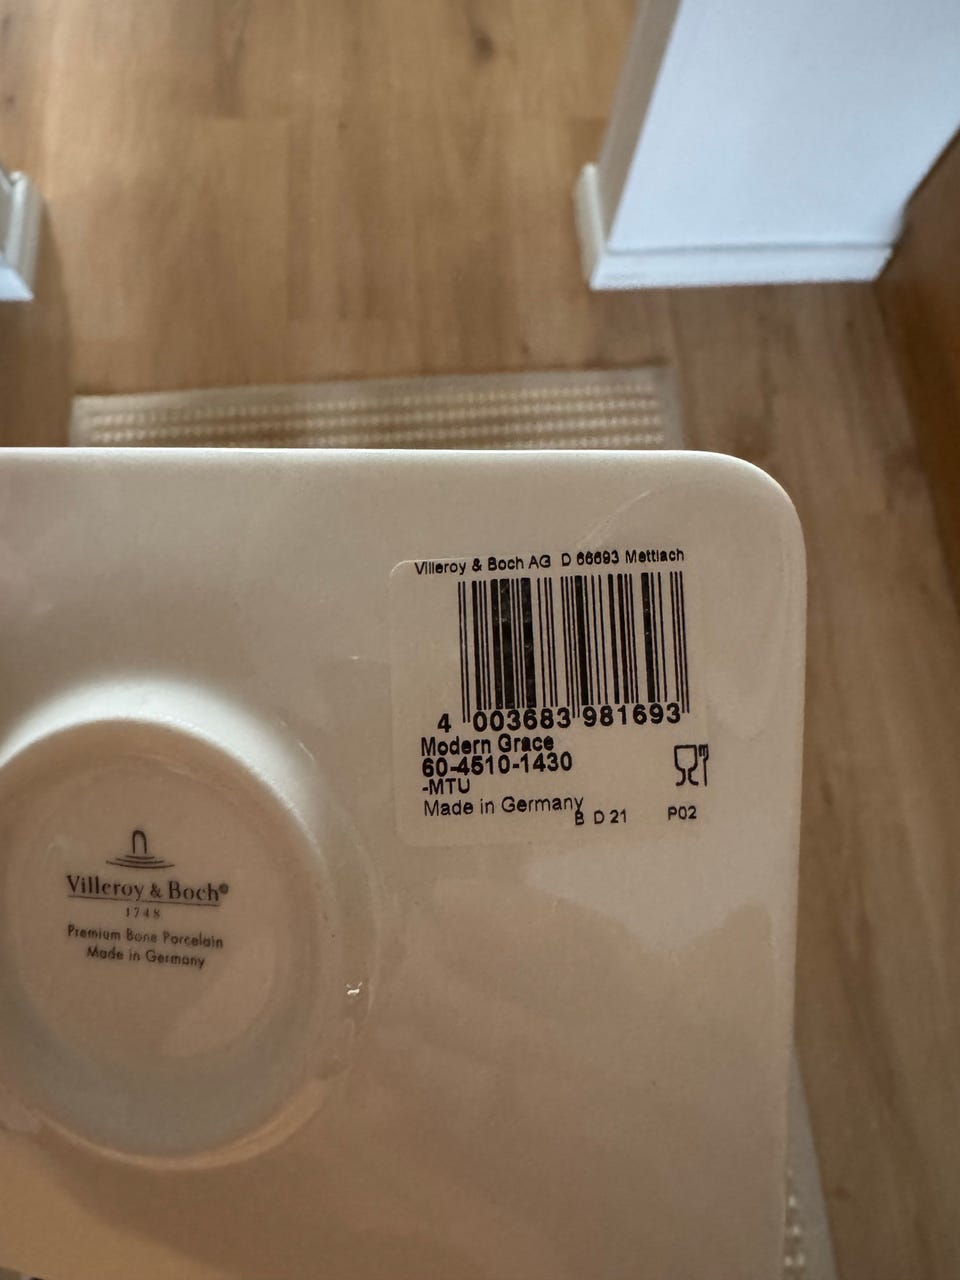 Villeroy & Boch AG D 66693 Mettlach
4 003683 981693
Modern Grace
60-4510-1430
-MTU
Made in Germany
B D 21 P02
Villeroy & Boch®
1748
Premium Bone Porcelain
Made in Germany